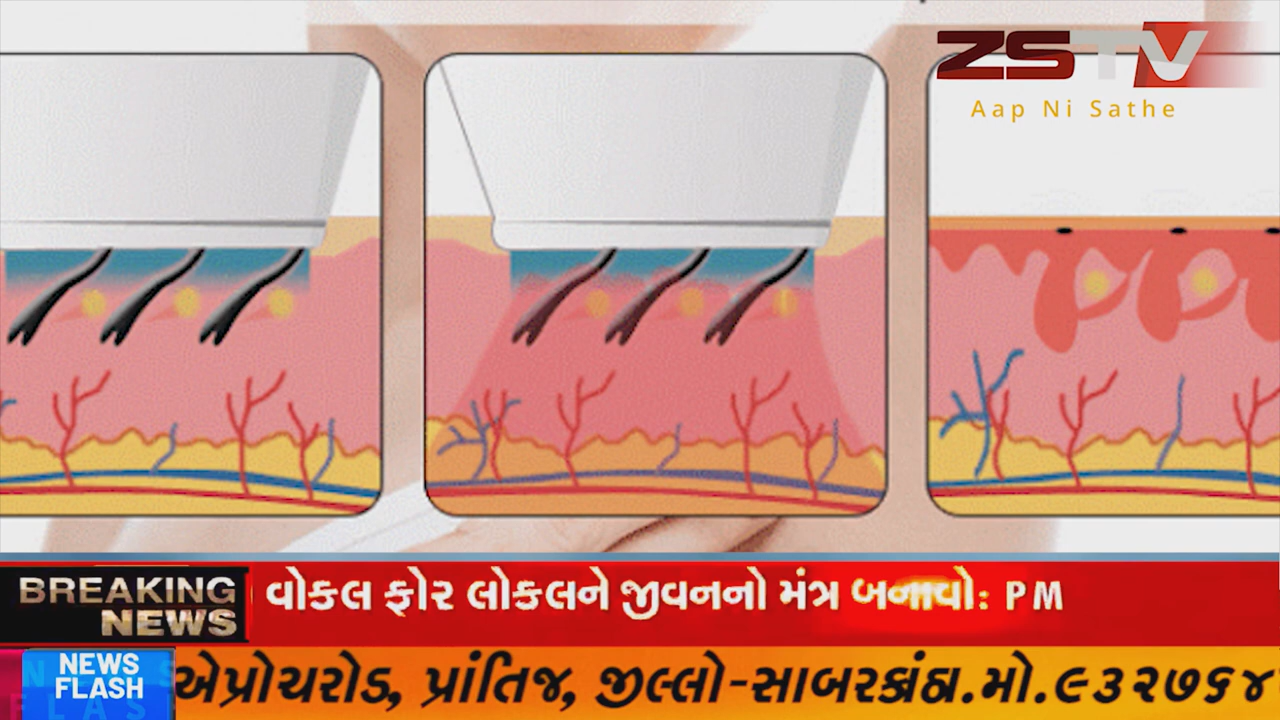 ZSTV
Aap Ni Sathe
BREAKING NEWS
વોકલ ફોર લોકલને જીવનનો મંત્ર બનાવો: PM
NEWS FLASH
એપ્રોચરોડ, પ્રાંતિજ, જીલ્લો-સાબરકાંઠા.મો.૯૩૨૭૬૪